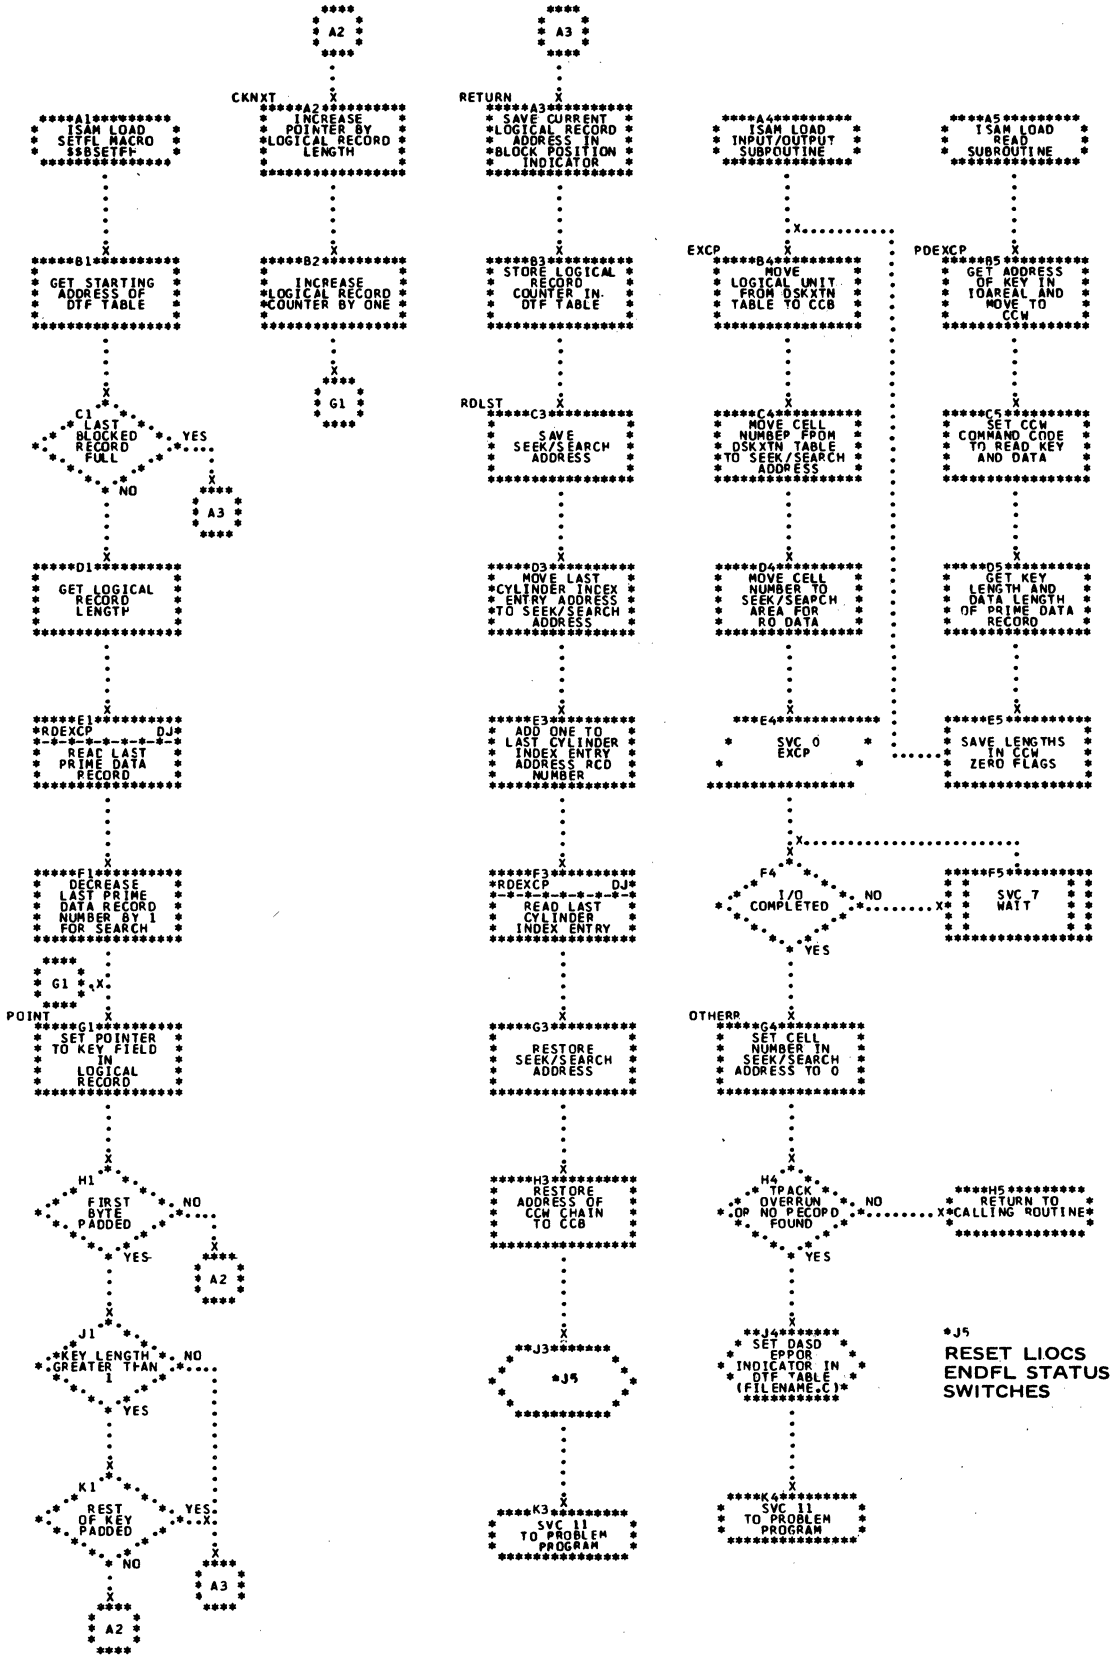 A2
CKNXT
A2
INCREASE
POINTER BY
LOGICAL RECORD
LENGTH
B2
INCREASE
LOGICAL RECORD
COUNTER BY ONE
G1
A1
ISAM LOAD
SETFL MACRO
$$BSETFF
B1
GET STARTING
ADDRESS OF
DTF TABLE
C1
LAST
BLOCKED
RECORD
FULL
YES
A3
NO
D1
GET LOGICAL
RECORD
LENGTH
E1
RDEXCP DJ
READ LAST
PRIME DATA
RECORD
F1
DECREASE
LAST PRIME
DATA RECORD
NUMBER BY 1
FOR SEARCH
G1
POINT
G1
SET POINTER
TO KEY FIELD
IN
LOGICAL
RECORD
H1
FIRST
BYTE
PADDED
NO
A2
YES
J1
KEY LENGTH
GREATER THAN
1
NO
YES
K1
REST
OF KEY
PADDED
YES
NO
A3
A2
A3
RETURN
A3
SAVE CURRENT
LOGICAL RECORD
ADDRESS IN
BLOCK POSITION
INDICATOR
B3
STORE LOGICAL
RECORD
COUNTER IN
DTF TABLE
RDLST
C3
SAVE
SEEK/SEARCH
ADDRESS
D3
MOVE LAST
CYLINDER INDEX
ENTRY ADDRESS
TO SEEK/SEARCH
ADDRESS
E3
ADD ONE TO
LAST CYLINDER
INDEX ENTRY
ADDRESS RCD
NUMBER
F3
RDEXCP DJ
READ LAST
CYLINDER
INDEX ENTRY
G3
RESTORE
SEEK/SEARCH
ADDRESS
H3
RESTORE
ADDRESS OF
CCW CHAIN
TO CCB
J3
*J5
K3
SVC 11
TO PROBLEM
PROGRAM
A4
ISAM LOAD
INPUT/OUTPUT
SUBPOUTINE
EXCP
B4
MOVE
LOGICAL UNIT
FROM DSKXTN
TABLE TO CCB
C4
MOVE CELL
NUMBEP FPOM
DSKXTN TABLE
TO SEEK/SEARCH
ADDRESS
D4
MOVE CELL
NUMBER TO
SEEK/SEAPCH
AREA FOR
RO DATA
E4
SVC 0
EXCP
F4
I/O
COMPLETED
NO
YES
OTHERR
G4
SET CELL
NUMBER IN
SEEK/SEARCH
ADDRESS TO 0
H4
TPACK
OVERRUN
OP NO PECOPD
FOUND
NO
YES
J4
SET DASD
EPPOR
INDICATOR IN
DTF TABLE
(FILENAME.C)
K4
SVC 11
TO PROBLEM
PROGRAM
A5
ISAM LOAD
READ
SUBROUTINE
PDEXCP
B5
GET ADDRESS
OF KEY IN
IOAREAL AND
MOVE TO
CCW
C5
SET CCW
COMMAND CODE
TO READ KEY
AND DATA
D5
GET KEY
LENGTH AND
DATA LENGTH
OF PRIME DATA
RECORD
E5
SAVE LENGTHS
IN CCW
ZERO FLAGS
F5
SVC 7
WAIT
H5
RETURN TO
CALLING ROUTINE
*J5
RESET LIOCS
ENDFL STATUS
SWITCHES